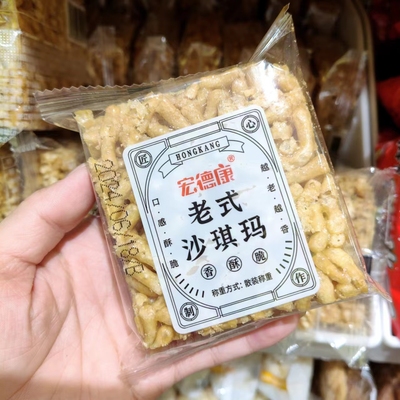 匠心
HONGKANG
宏德康®
口感酥脆
越老越香
老式
沙琪玛
香酥脆
称重方式:散装称重
制作
2024/06/18B